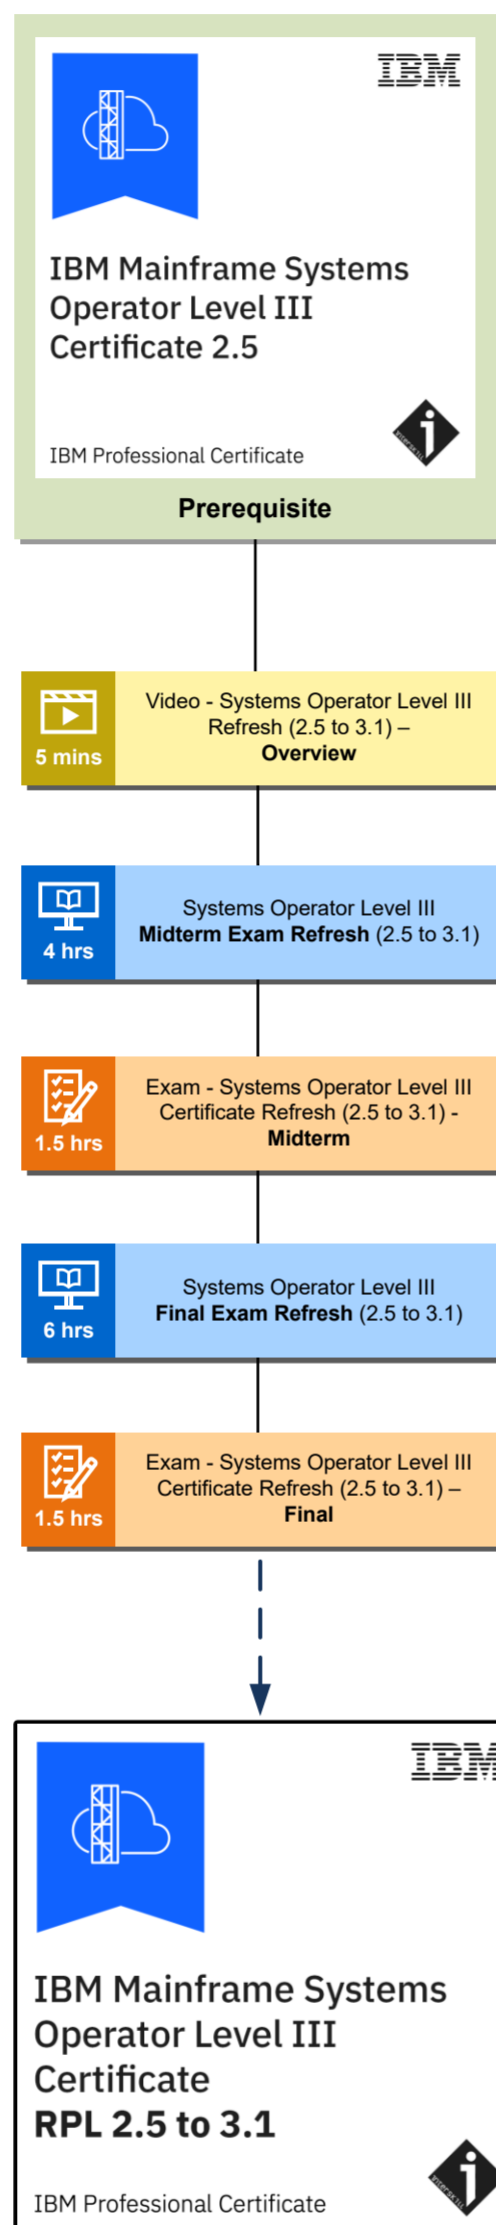 IBM
IBM Mainframe Systems
Operator Level III
Certificate 2.5
IBM Professional Certificate
interskill
Prerequisite
5 mins
Video - Systems Operator Level III
Refresh (2.5 to 3.1) –
Overview
4 hrs
Systems Operator Level III
Midterm Exam Refresh (2.5 to 3.1)
1.5 hrs
Exam - Systems Operator Level III
Certificate Refresh (2.5 to 3.1) -
Midterm
6 hrs
Systems Operator Level III
Final Exam Refresh (2.5 to 3.1)
1.5 hrs
Exam - Systems Operator Level III
Certificate Refresh (2.5 to 3.1) –
Final
IBM
IBM Mainframe Systems
Operator Level III
Certificate
RPL 2.5 to 3.1
IBM Professional Certificate
interskill